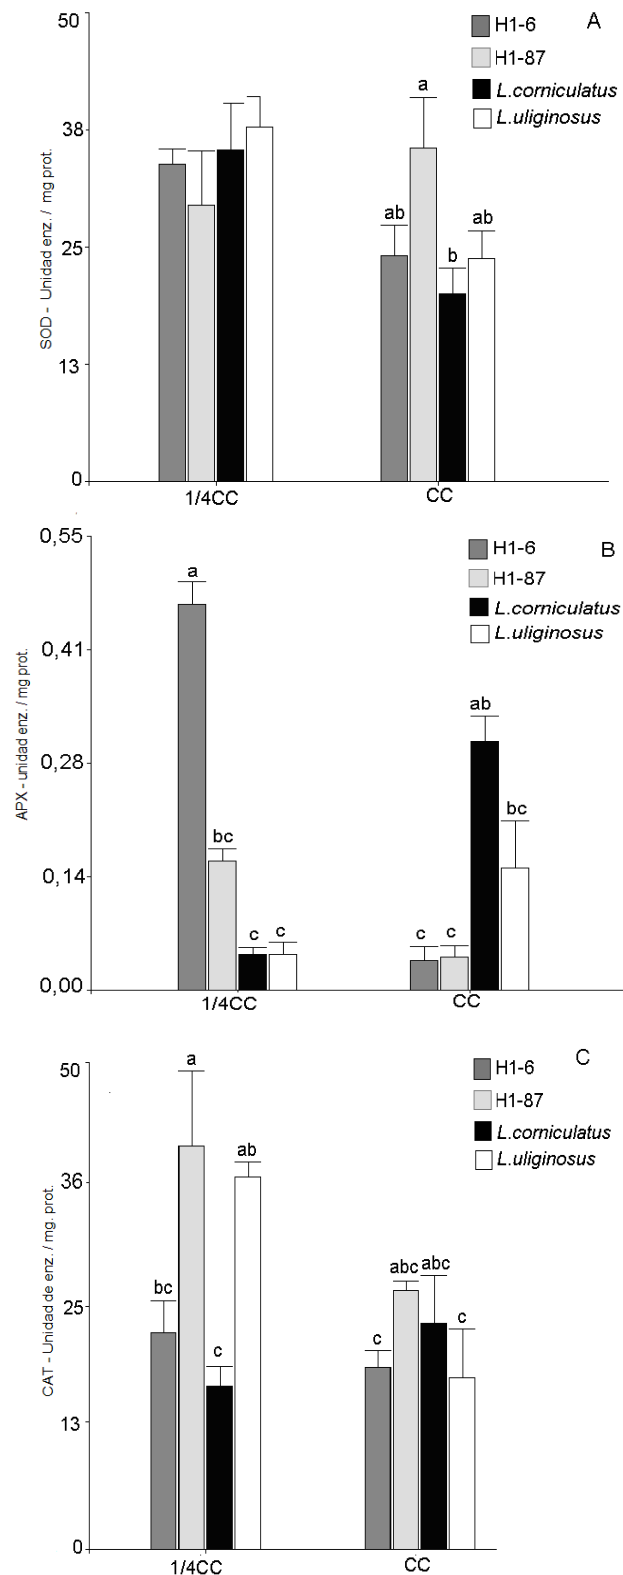 50
H1-6
A
H1-87
L.corniculatus
L.uliginosus
38
a
ab
ab
25
b
13
0
SOD - Unidad enz. / mg prot.
1/4CC
CC
0,55
H1-6
B
H1-87
L.corniculatus
L.uliginosus
a
0,41
ab
0,28
bc
bc
0,14
c
c
c
c
0,00
APX - unidad enz. / mg prot.
1/4CC
CC
50
a
H1-6
C
H1-87
L.corniculatus
L.uliginosus
ab
36
abc
abc
bc
25
c
c
c
13
0
CAT - Unidad de enz. / mg. prot.
1/4CC
CC